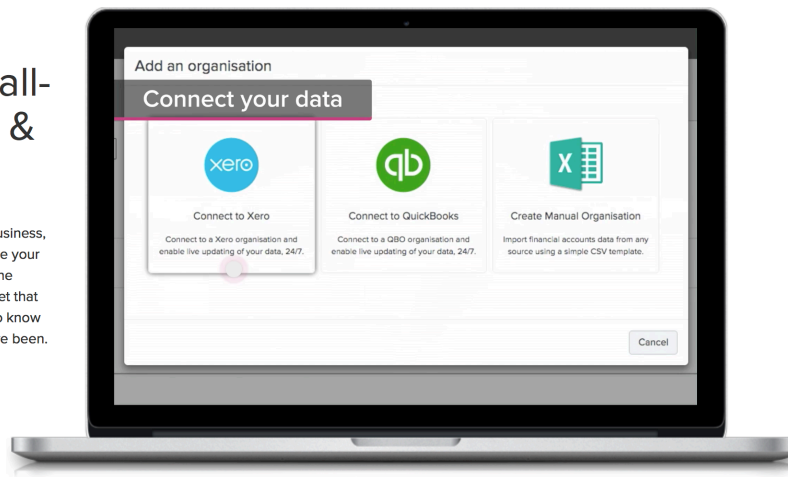 all-
&
usiness,
e your
ne
et that
o know
e been.
Add an organisation
Connect your data
xero
qb
X
Connect to Xero
Connect to a Xero organisation and
enable live updating of your data, 24/7.
Connect to QuickBooks
Connect to a QBO organisation and
enable live updating of your data, 24/7.
Create Manual Organisation
Import financial accounts data from any
source using a simple CSV template.
Cancel